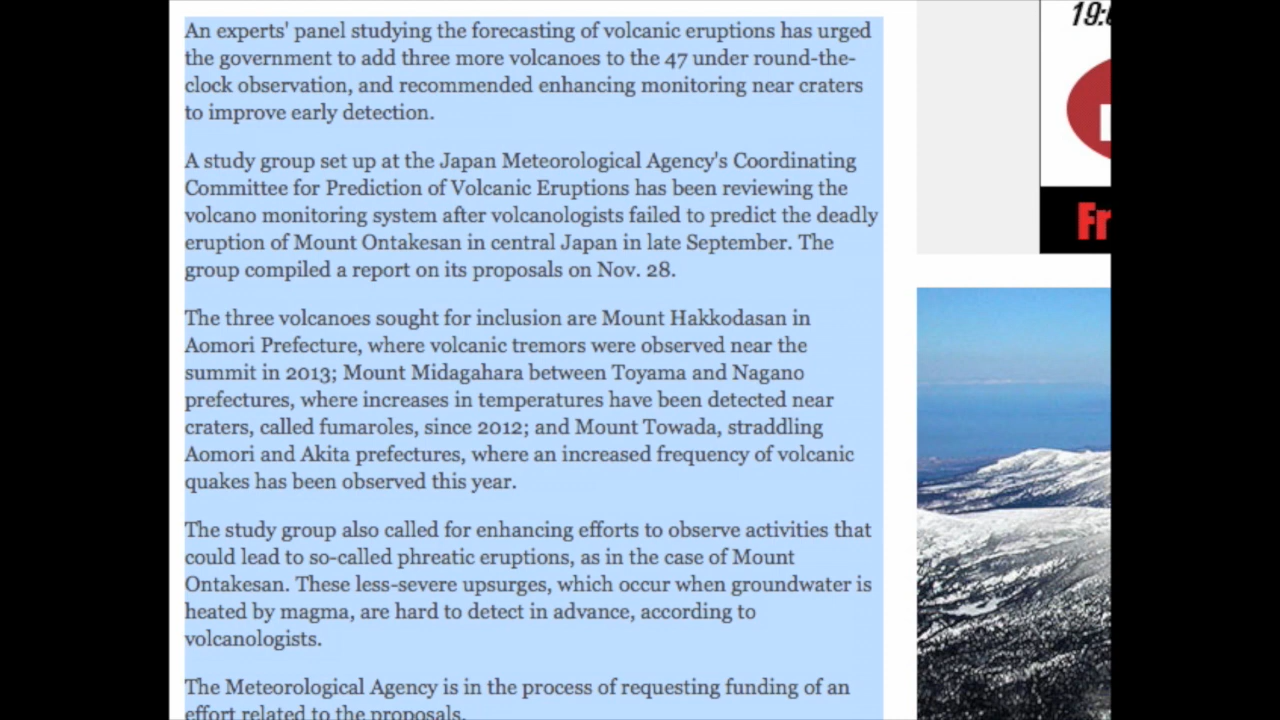 An experts' panel studying the forecasting of volcanic eruptions has urged
the government to add three more volcanoes to the 47 under round-the-
clock observation, and recommended enhancing monitoring near craters
to improve early detection.
A study group set up at the Japan Meteorological Agency's Coordinating
Committee for Prediction of Volcanic Eruptions has been reviewing the
volcano monitoring system after volcanologists failed to predict the deadly
eruption of Mount Ontakesan in central Japan in late September. The
group compiled a report on its proposals on Nov. 28.
The three volcanoes sought for inclusion are Mount Hakkodasan in
Aomori Prefecture, where volcanic tremors were observed near the
summit in 2013; Mount Midagahara between Toyama and Nagano
prefectures, where increases in temperatures have been detected near
craters, called fumaroles, since 2012; and Mount Towada, straddling
Aomori and Akita prefectures, where an increased frequency of volcanic
quakes has been observed this year.
The study group also called for enhancing efforts to observe activities that
could lead to so-called phreatic eruptions, as in the case of Mount
Ontakesan. These less-severe upsurges, which occur when groundwater is
heated by magma, are hard to detect in advance, according to
volcanologists.
The Meteorological Agency is in the process of requesting funding of an
effort related to the proposals.
Fr